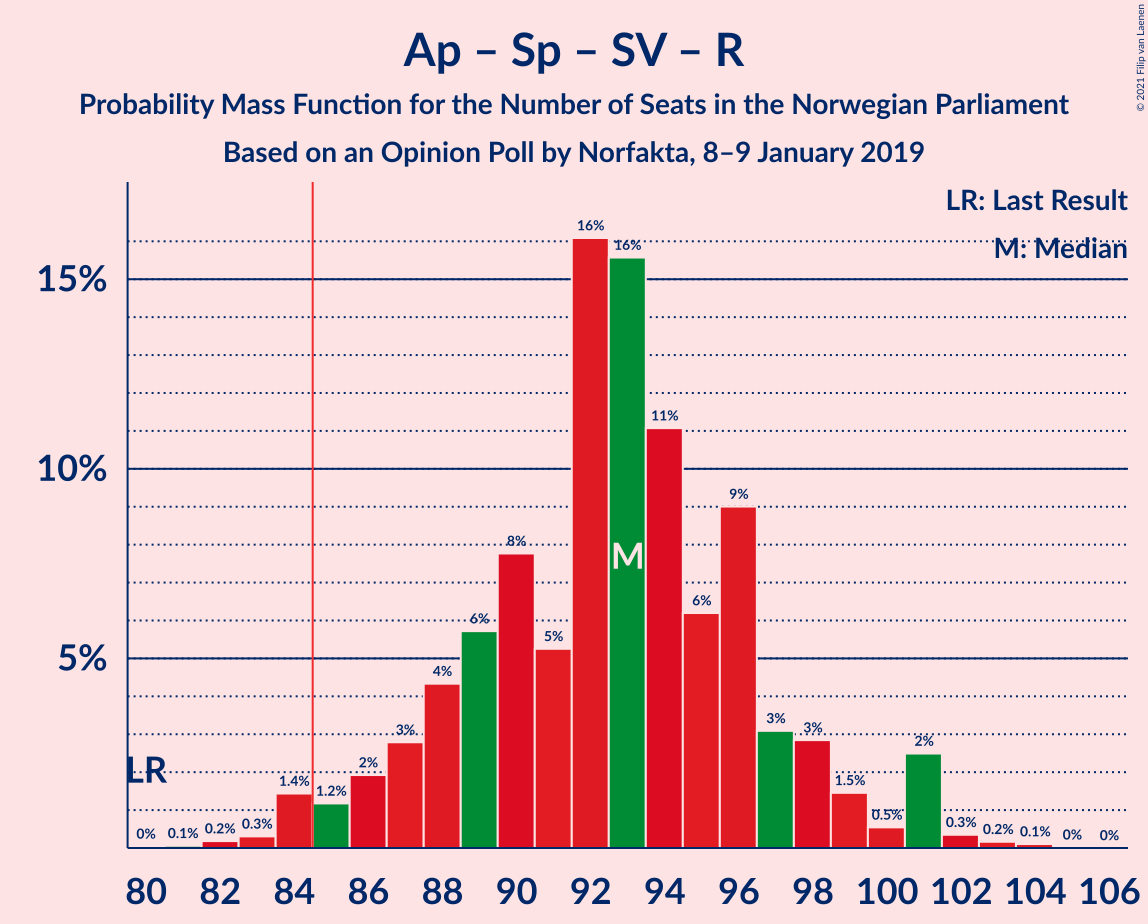 Ap – Sp – SV – R
Probability Mass Function for the Number of Seats in the Norwegian Parliament
Based on an Opinion Poll by Norfakta, 8–9 January 2019
© 2021 Filip van Laenen
LR: Last Result
M: Median
15%
10%
5%
LR
M
0% 0.1% 0.2% 0.3% 1.4% 1.2% 2% 3% 4% 6% 8% 5% 16% 16% 11% 6% 9% 3% 3% 1.5% 0.5% 2% 0.3% 0.2% 0.1% 0% 0%
80 82 84 86 88 90 92 94 96 98 100 102 104 106